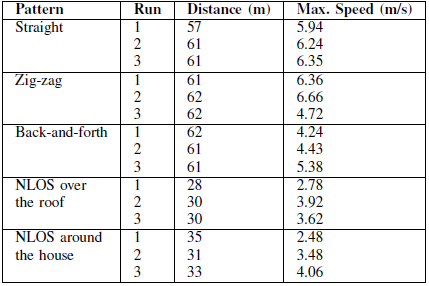 Pattern Run Distance (m) Max. Speed (m/s)
Straight 1 57 5.94
2 61 6.24
3 61 6.35
Zig-zag 1 61 6.36
2 62 6.66
3 62 4.72
Back-and-forth 1 62 4.24
2 61 4.43
3 61 5.38
NLOS over 1 28 2.78
the roof 2 30 3.92
3 30 3.62
NLOS around 1 35 2.48
the house 2 31 3.48
3 33 4.06